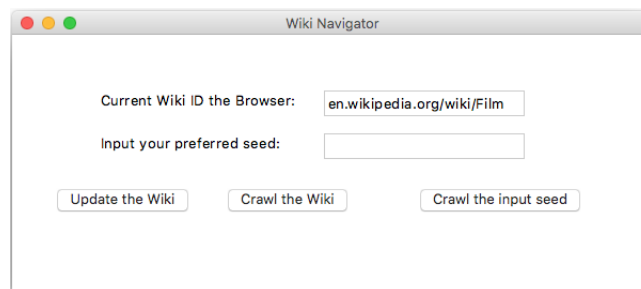 Wiki Navigator
Current Wiki ID the Browser: en.wikipedia.org/wiki/Film
Input your preferred seed:
Update the Wiki Crawl the Wiki Crawl the input seed